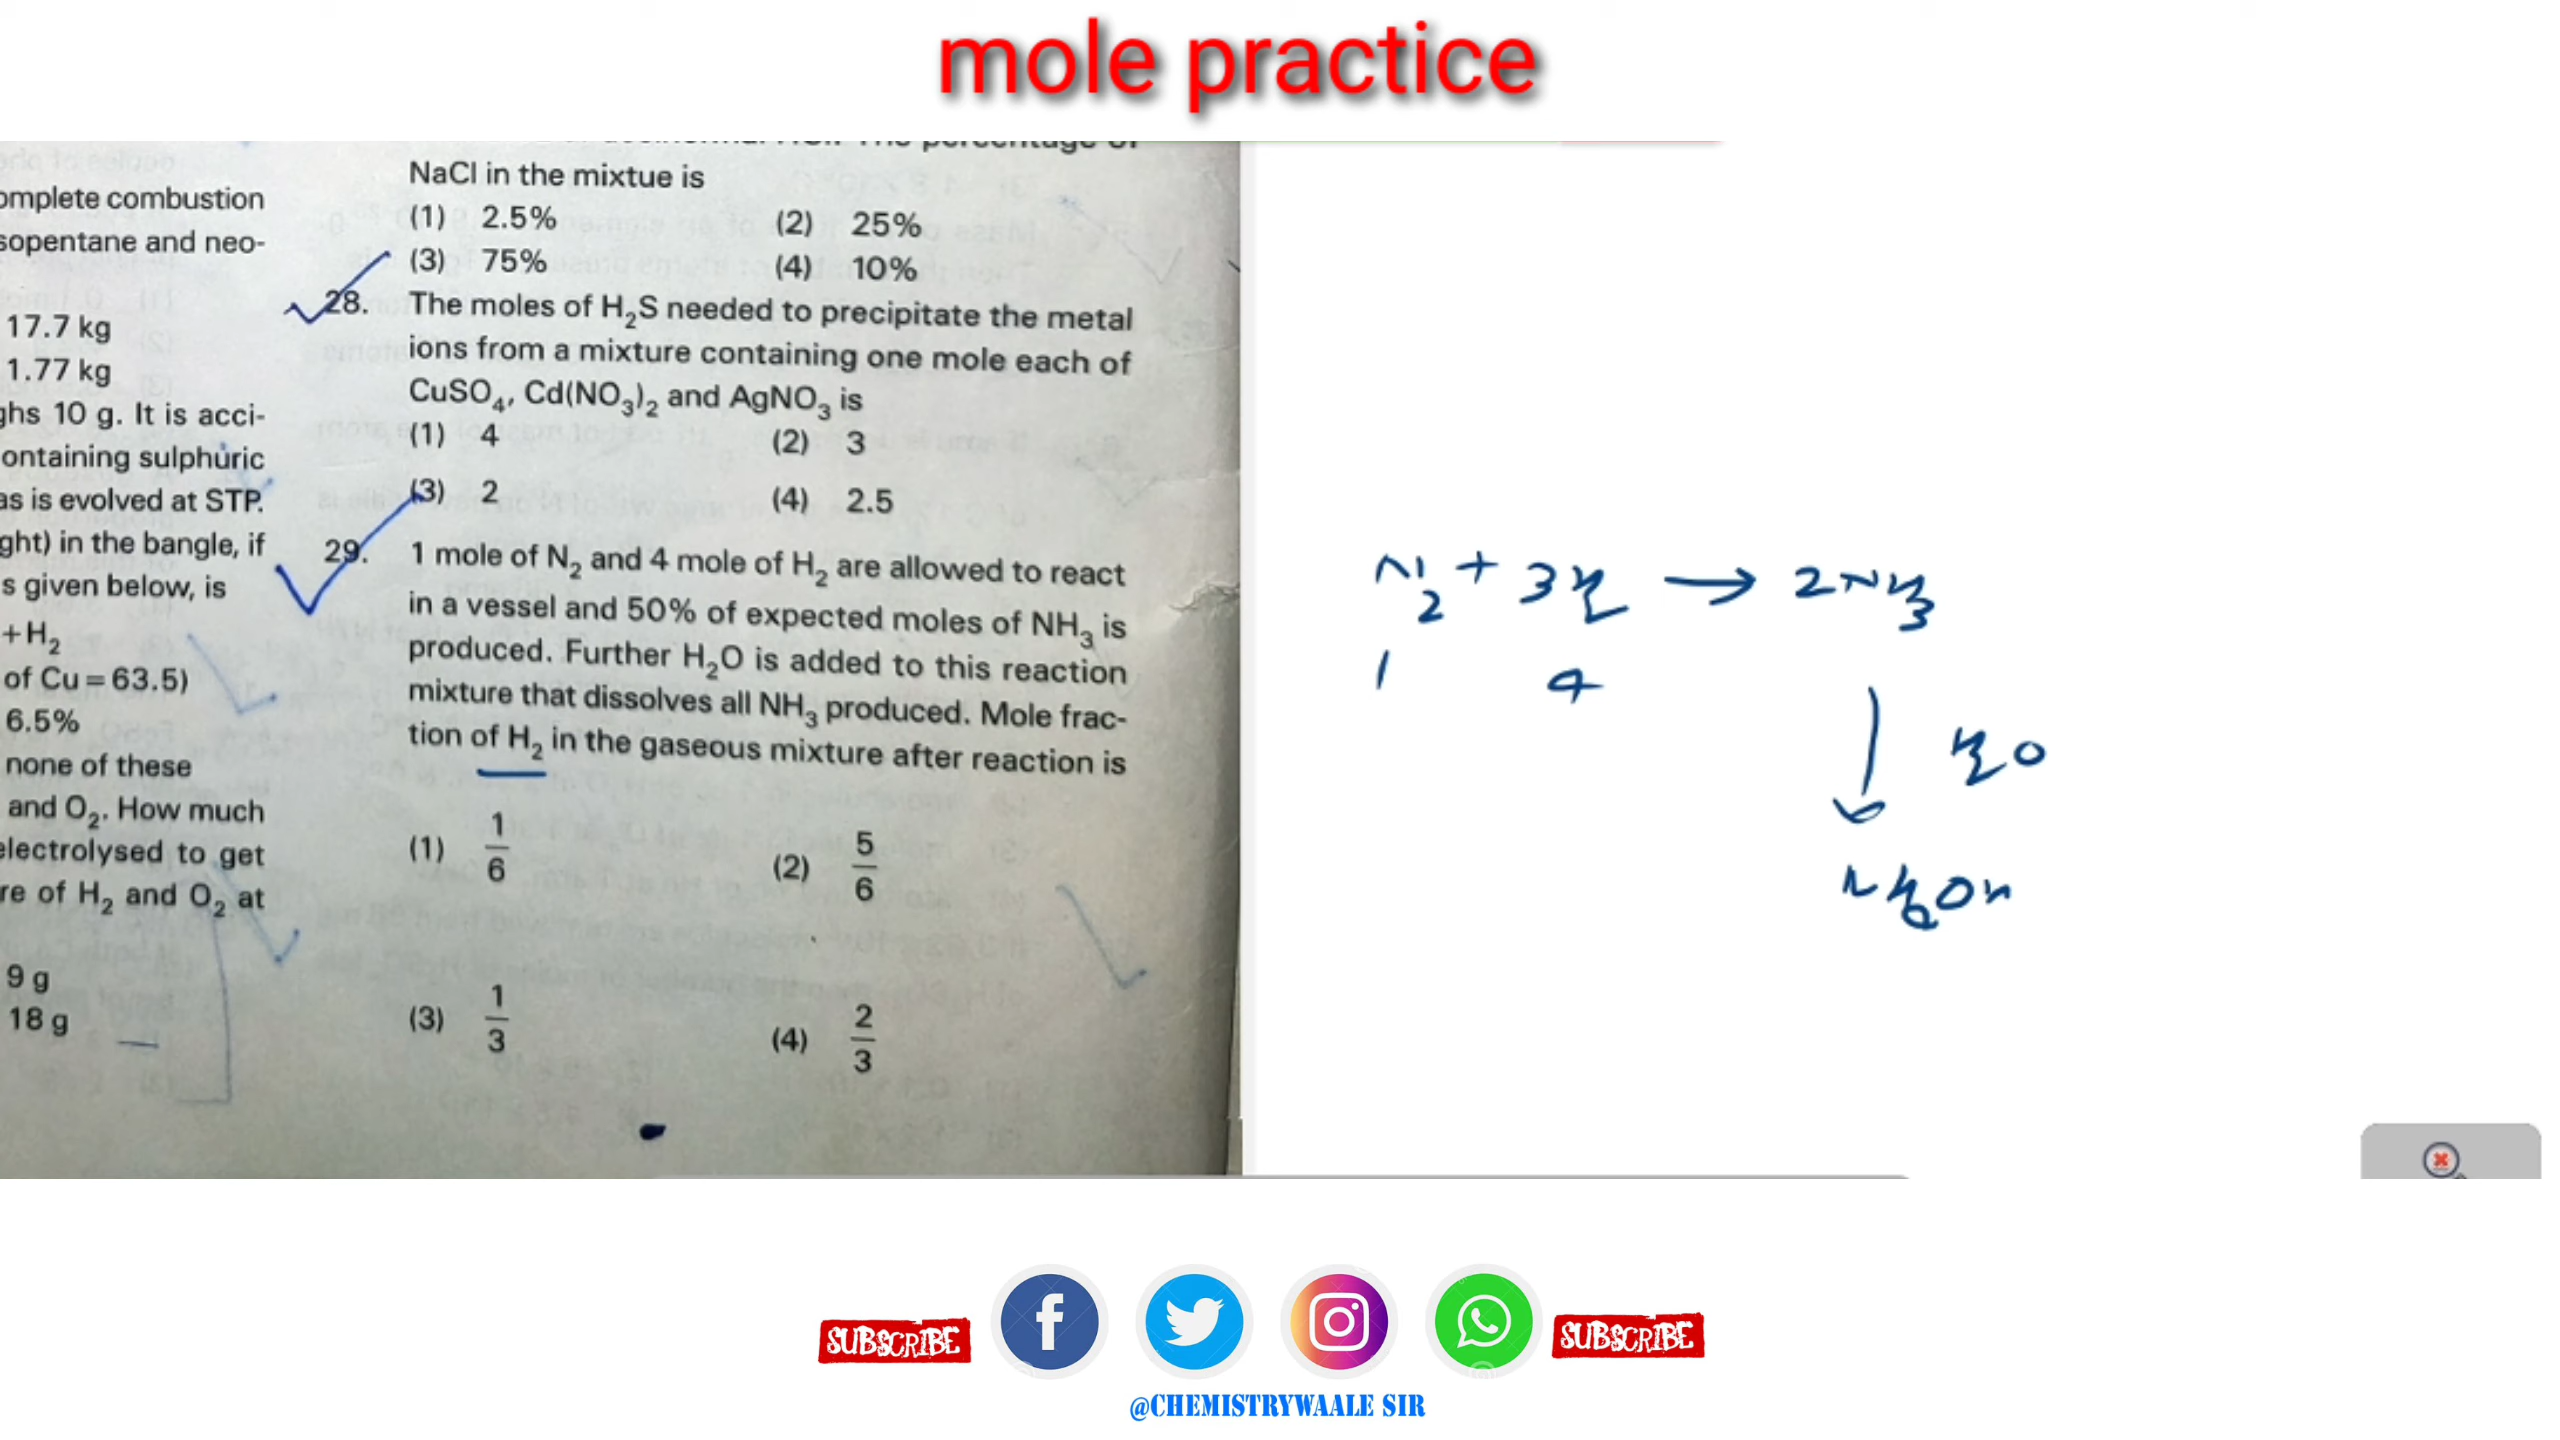 mole practice
omplete combustion
sopentane and neo-
17.7 kg
1.77 kg
ghs 10 g. It is acci-
ontaining sulphuric
as is evolved at STP.
ght) in the bangle, if
s given below, is
+H₂
of Cu = 63.5)
6.5%
none of these
and O₂. How much
electrolysed to get
re of H₂ and O₂ at
9 g
18 g
percentage of
NaCl in the mixtue is
(1) 2.5% (2) 25%
(3) 75% (4) 10%
28. The moles of H₂S needed to precipitate the metal
ions from a mixture containing one mole each of
CuSO₄, Cd(NO₃)₂ and AgNO₃ is
(1) 4 (2) 3
(3) 2 (4) 2.5
29. 1 mole of N₂ and 4 mole of H₂ are allowed to react
in a vessel and 50% of expected moles of NH₃ is
produced. Further H₂O is added to this reaction
mixture that dissolves all NH₃ produced. Mole frac-
tion of H₂ in the gaseous mixture after reaction is
(1) 1/6 (2) 5/6
(3) 1/3 (4) 2/3
N₂ + 3H₂ → 2NH₃
1 4
H₂O
NH₄OH
SUBSCRIBE
SUBSCRIBE
@CHEMISTRYWAALE SIR